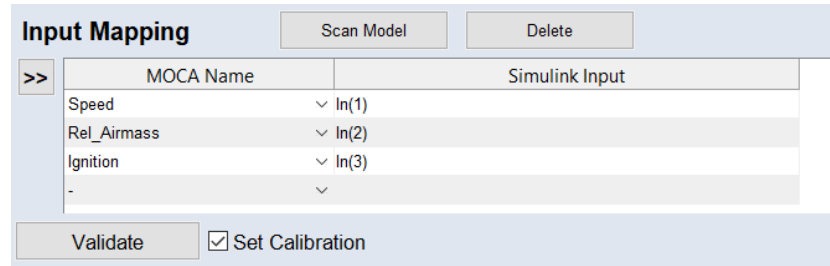 Input Mapping Scan Model Delete
>> MOCA Name Simulink Input
Speed In(1)
Rel_Airmass In(2)
Ignition In(3)
-
Validate Set Calibration